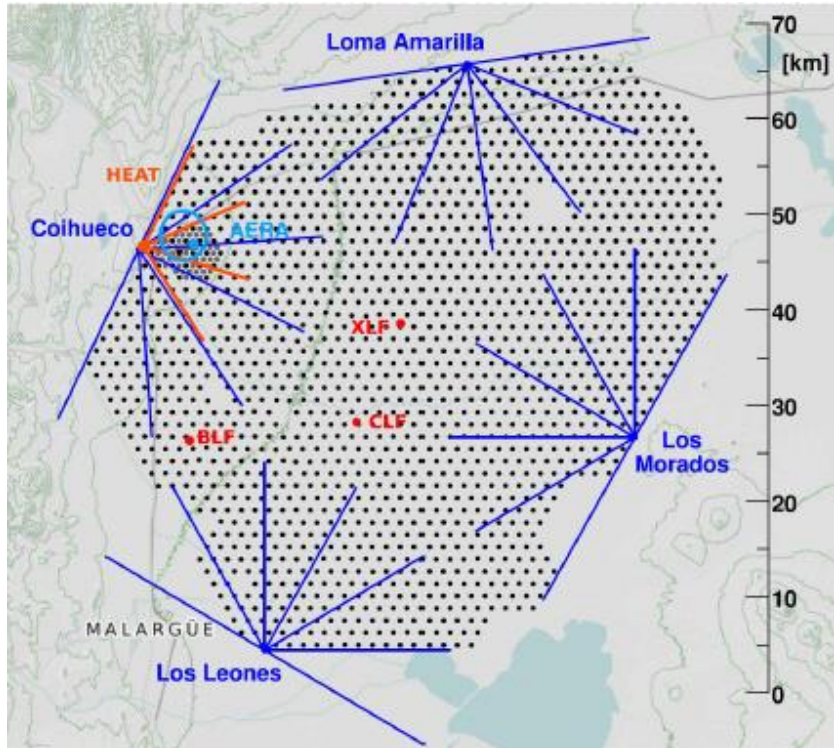 70
Loma Amarilla
[km]
60
HEAT
50
Coihueco
AERA
40
XLF
30
CLF
BLF
Los
Morados
20
10
MALARGÜE
Los Leones
0